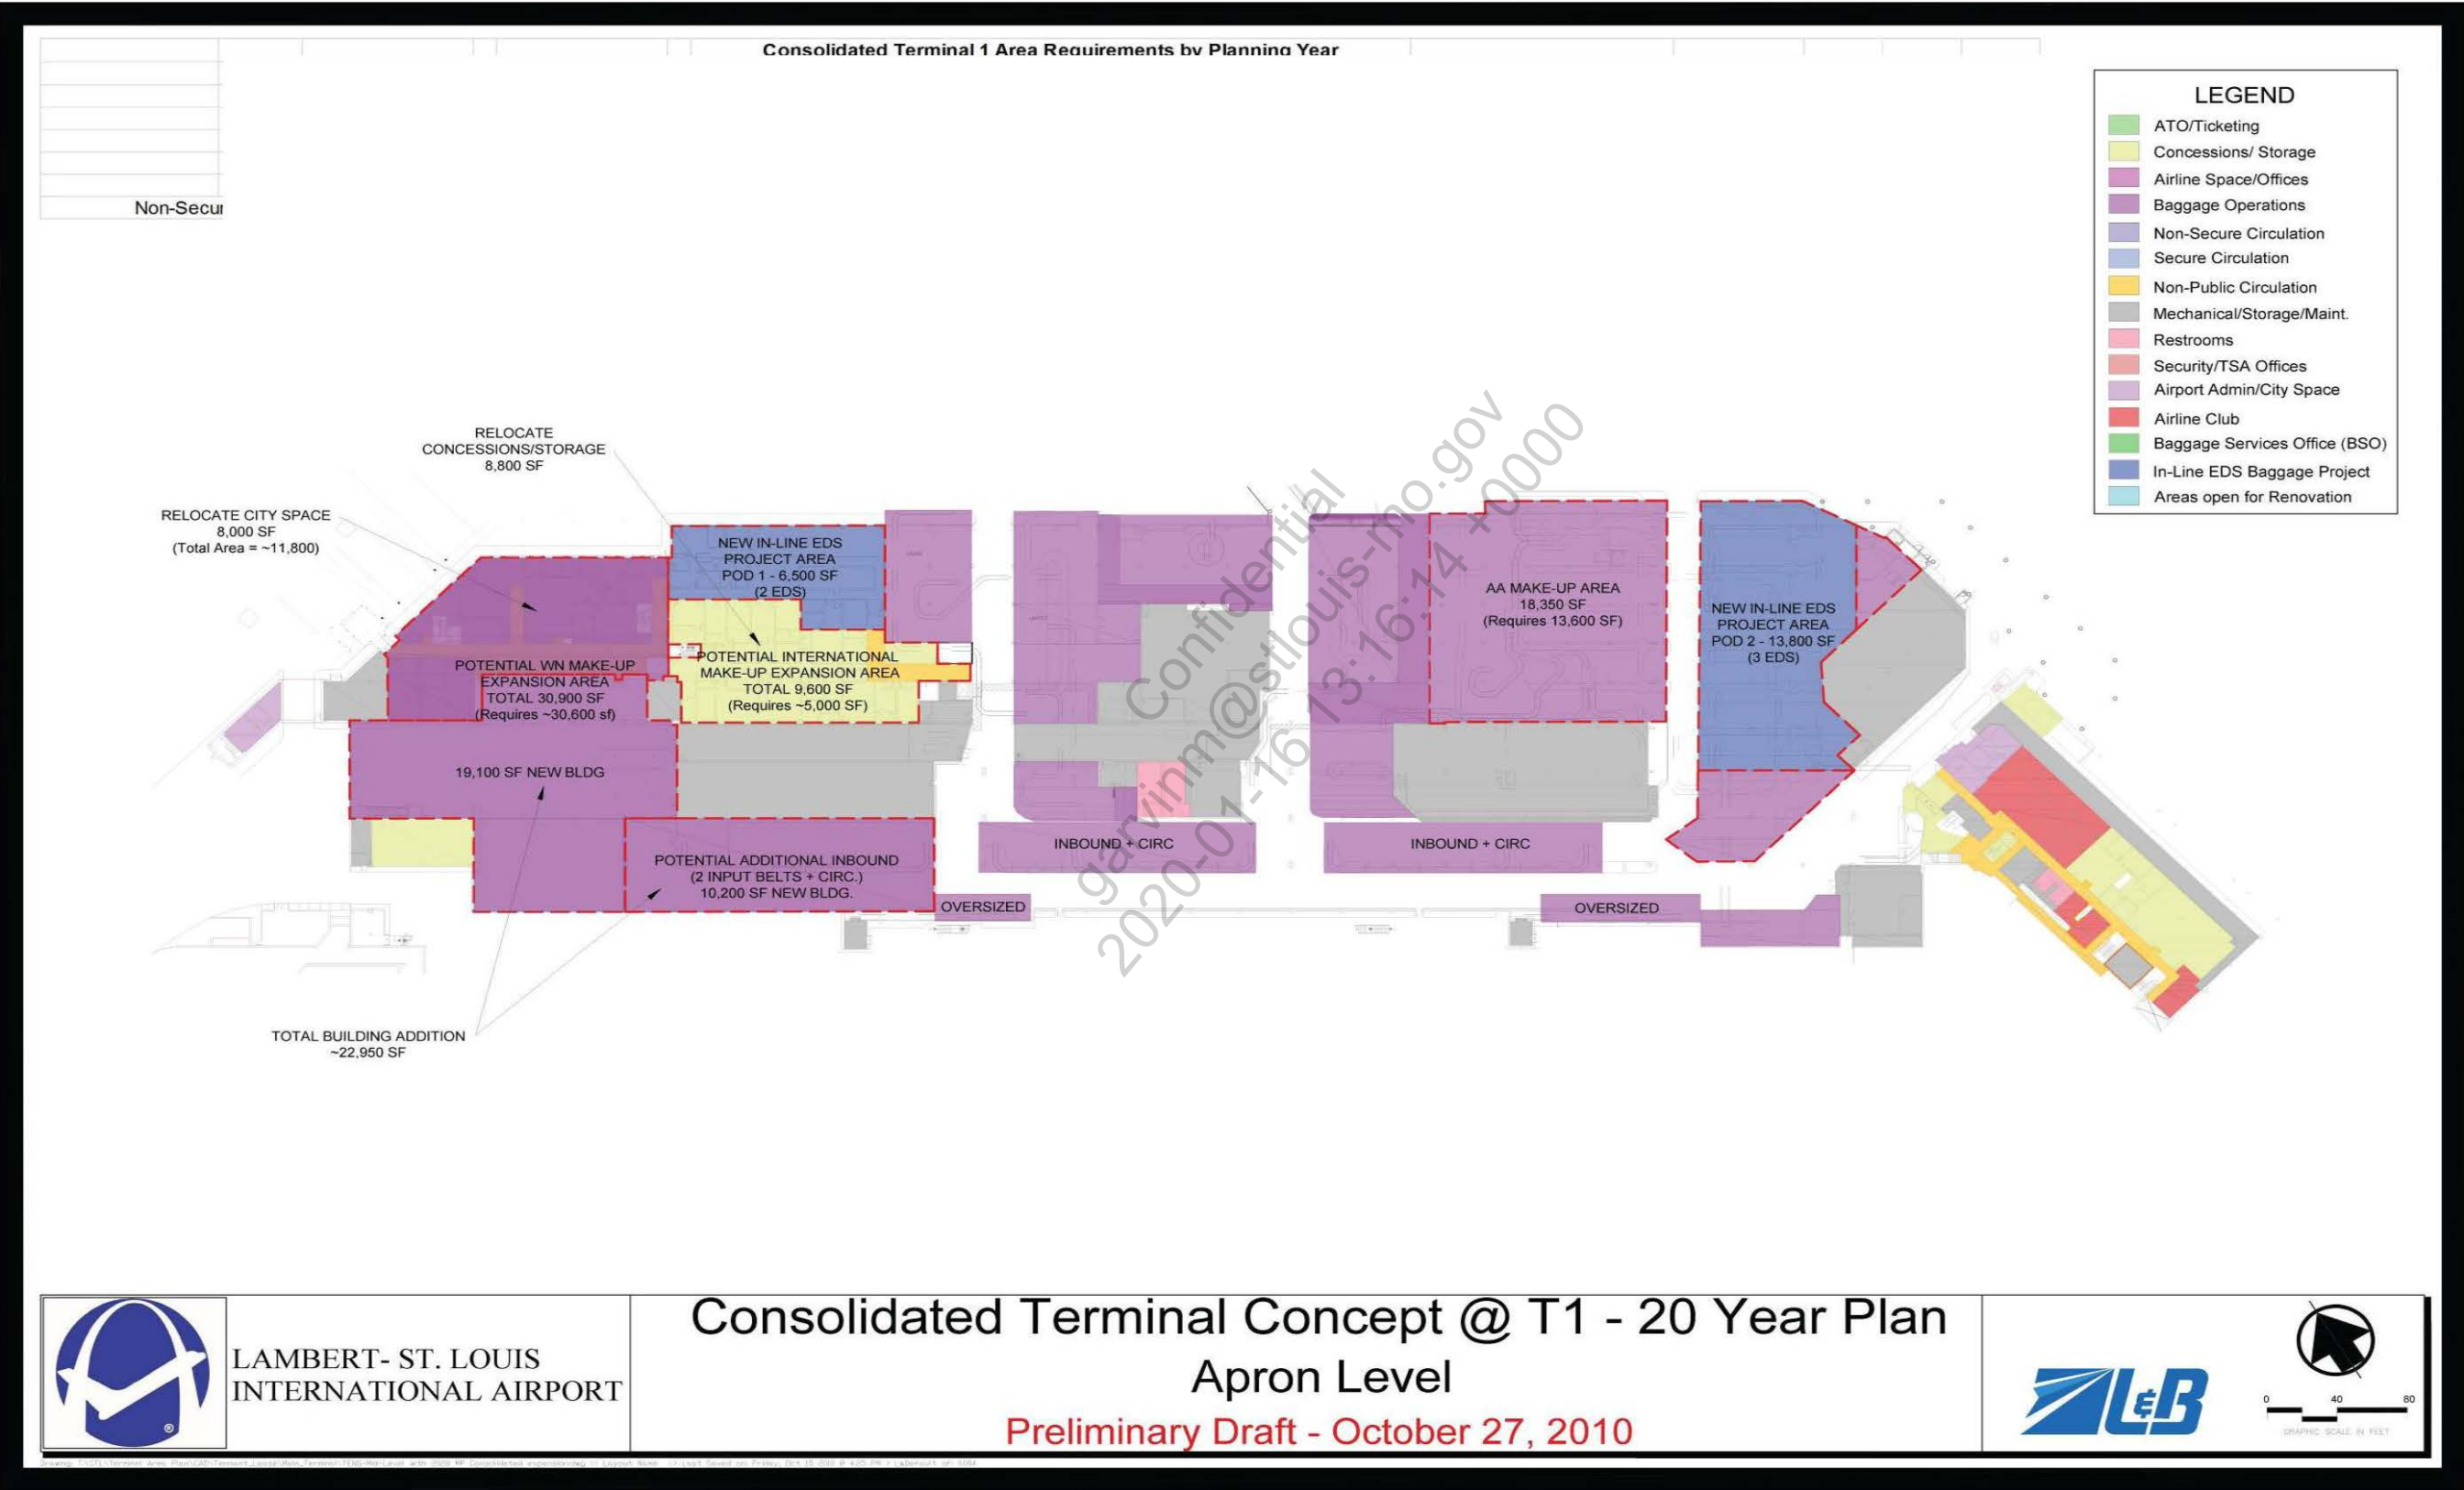 Consolidated Terminal 1 Area Requirements by Planning Year
Non-Secur
LEGEND
ATO/Ticketing
Concessions/ Storage
Airline Space/Offices
Baggage Operations
Non-Secure Circulation
Secure Circulation
Non-Public Circulation
Mechanical/Storage/Maint.
Restrooms
Security/TSA Offices
Airport Admin/City Space
Airline Club
Baggage Services Office (BSO)
In-Line EDS Baggage Project
Areas open for Renovation
RELOCATE
CONCESSIONS/STORAGE
8,800 SF
RELOCATE CITY SPACE
8,000 SF
(Total Area = ~11,800)
NEW IN-LINE EDS
PROJECT AREA
POD 1 - 6,500 SF
(2 EDS)
POTENTIAL WN MAKE-UP
EXPANSION AREA
TOTAL 30,900 SF
(Requires ~30,600 sf)
POTENTIAL INTERNATIONAL
MAKE-UP EXPANSION AREA
TOTAL 9,600 SF
(Requires ~5,000 SF)
AA MAKE-UP AREA
18,350 SF
(Requires 13,600 SF)
NEW IN-LINE EDS
PROJECT AREA
POD 2 - 13,800 SF
(3 EDS)
19,100 SF NEW BLDG
POTENTIAL ADDITIONAL INBOUND
(2 INPUT BELTS + CIRC.)
10,200 SF NEW BLDG.
INBOUND + CIRC
INBOUND + CIRC
OVERSIZED
OVERSIZED
TOTAL BUILDING ADDITION
~22,950 SF
Confidential
garvinm@stlouis-mo.gov
2020-01-16 13:16:14 +0000
LAMBERT- ST. LOUIS
INTERNATIONAL AIRPORT
®
Consolidated Terminal Concept @ T1 - 20 Year Plan
Apron Level
Preliminary Draft - October 27, 2010
L&B
0 40 80
GRAPHIC SCALE IN FEET